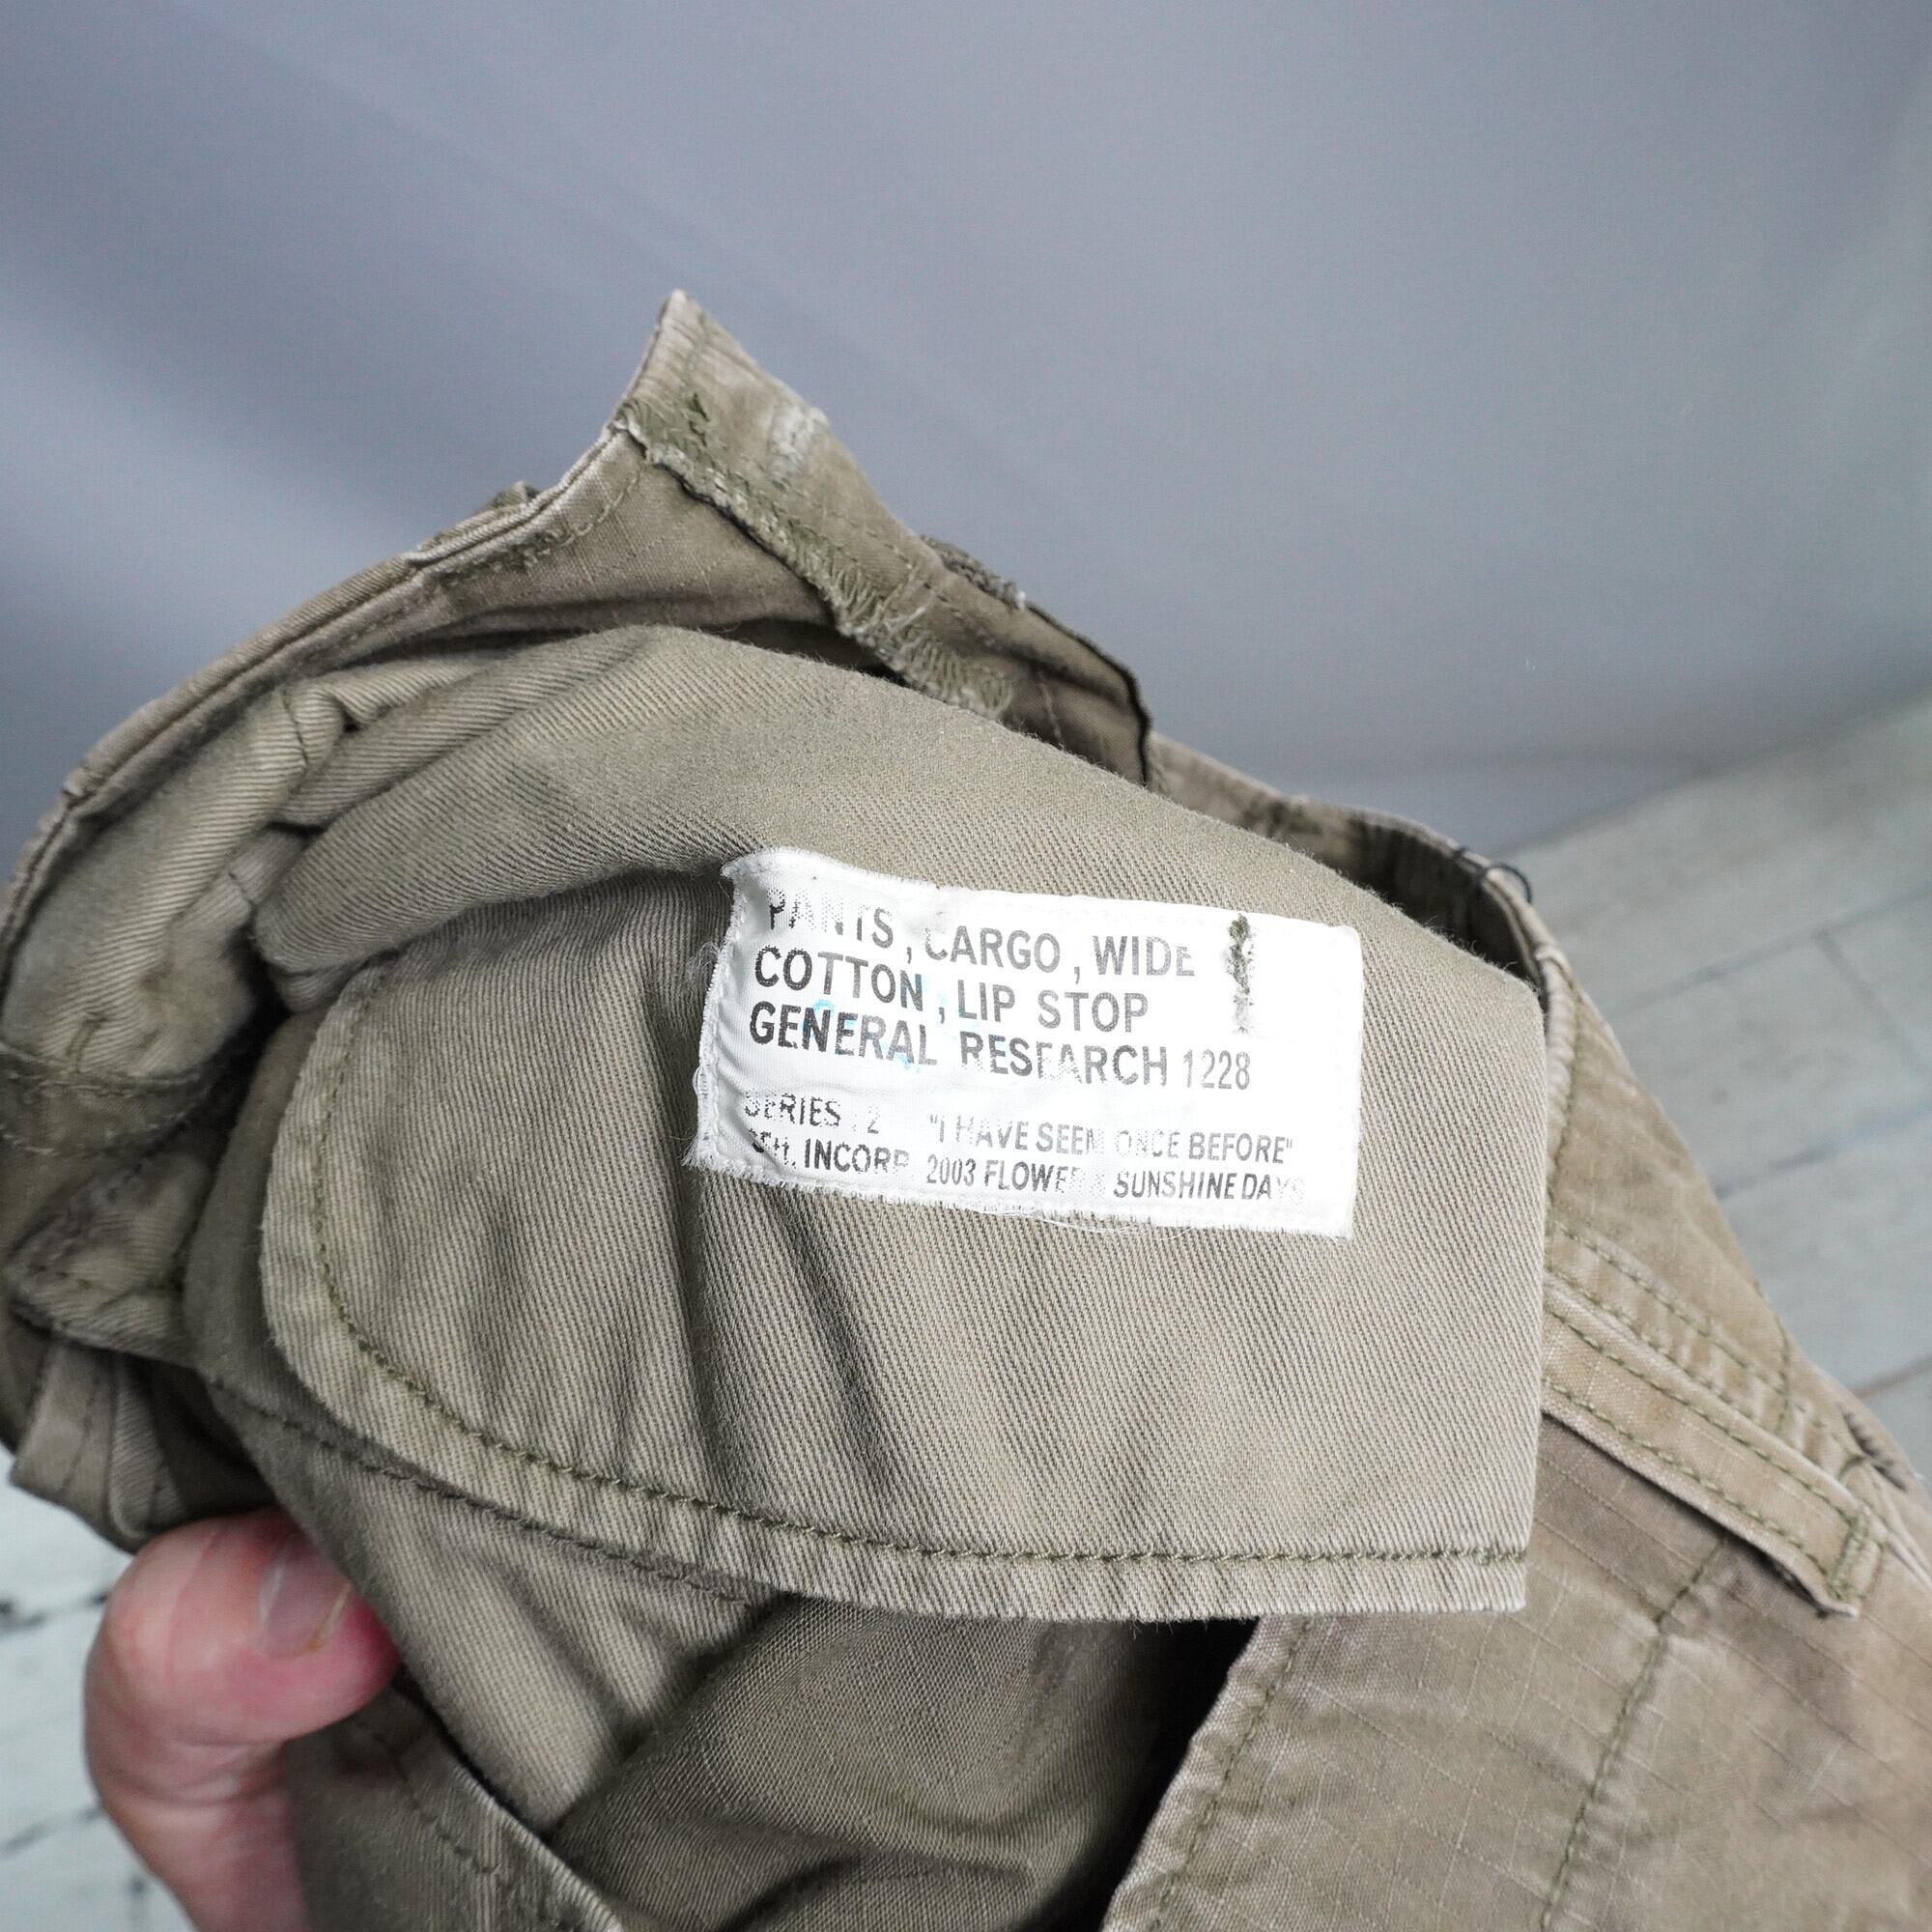 PANTS, CARGO, WIDE
COTTON, LIP STOP
GENERAL RESEARCH 1228
SERIES : 2 "I HAVE SEEN ONCE BEFORE"
INCORP. 2003 FLOWER SUNSHINE DAYS